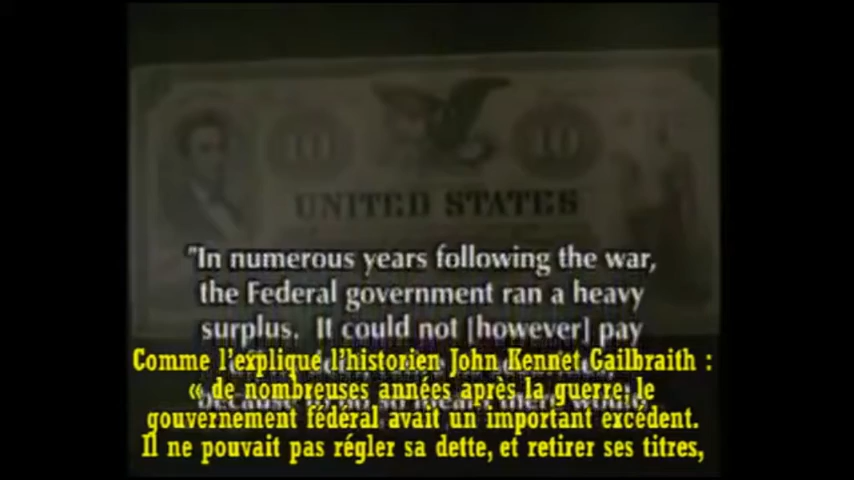 10 10
UNITED STATES
"In numerous years following the war,
the Federal government ran a heavy
surplus. It could not [however] pay
Comme l'explique l'historien John Kennet Gailbraith :
« de nombreuses années après la guerre, le
gouvernement fédéral avait un important excédent.
Il ne pouvait pas régler sa dette, et retirer ses titres,